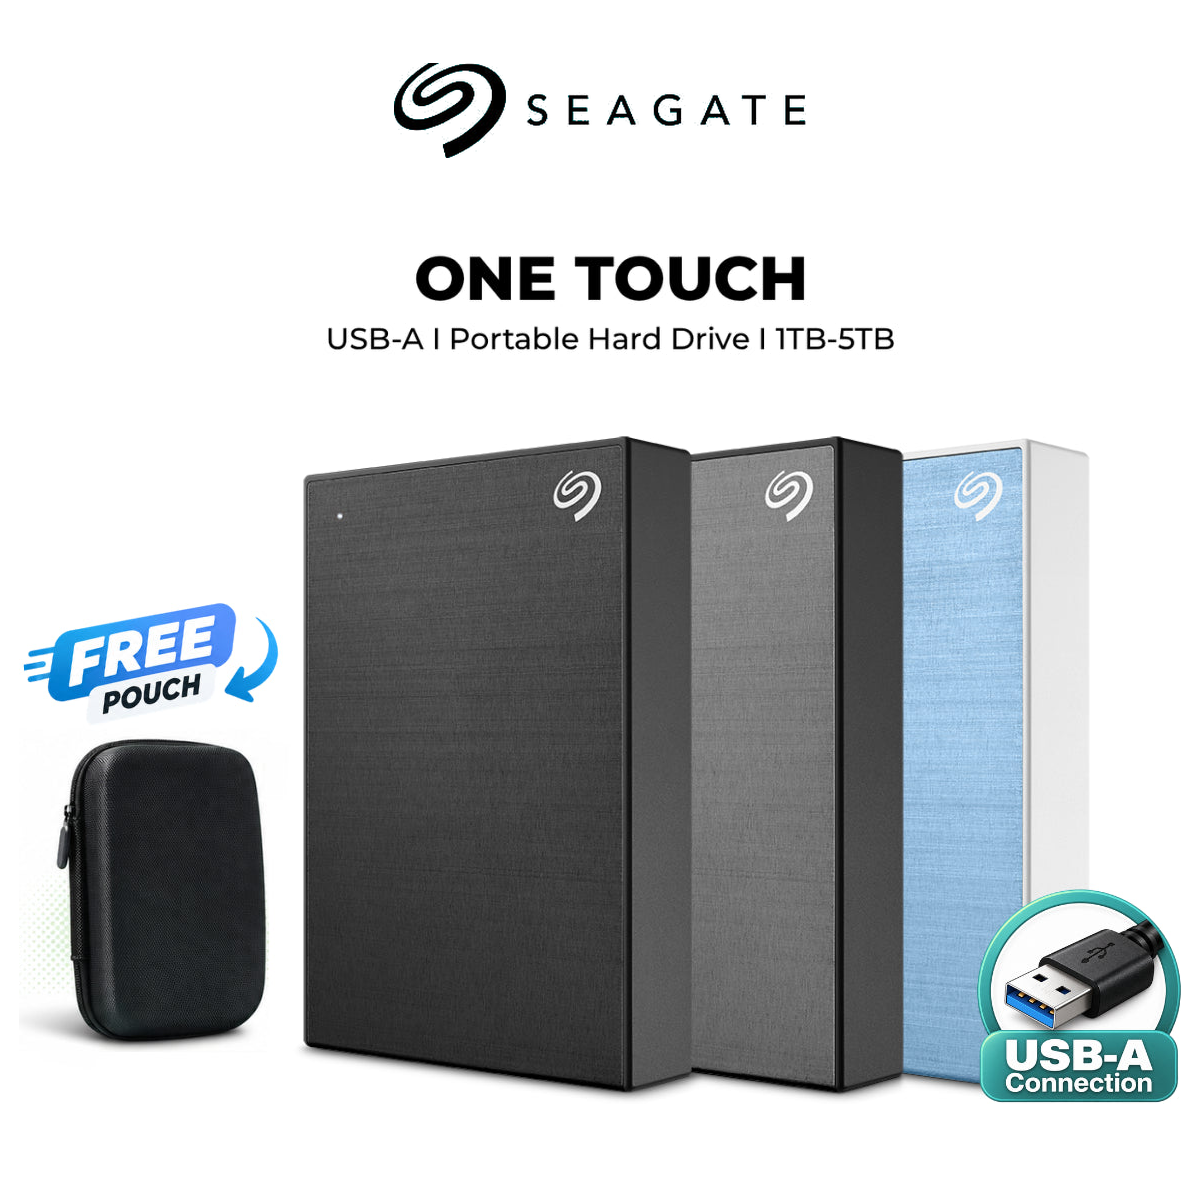 SEAGATE
ONE TOUCH
USB-A I Portable Hard Drive I 1TB-5TB
FREE
POUCH
USB-A
Connection